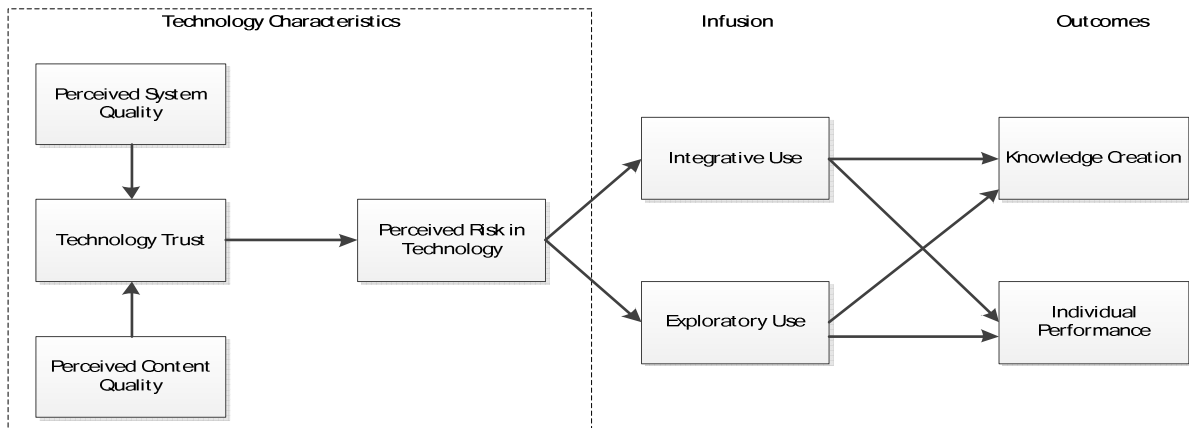 Technology Characteristics
Infusion
Outcomes
Perceived System
Quality
Technology Trust
Perceived Content
Quality
Perceived Risk in
Technology
Integrative Use
Exploratory Use
Knowledge Creation
Individual
Performance